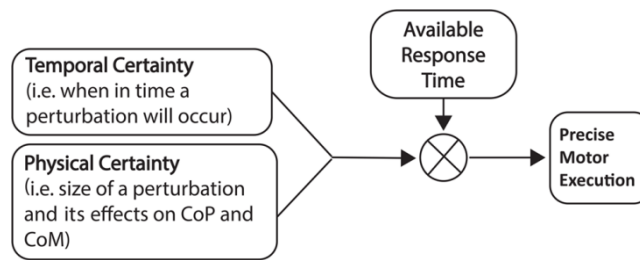 Temporal Certainty
(i.e. when in time a
perturbation will occur)
Physical Certainty
(i.e. size of a perturbation
and its effects on CoP and
CoM)
Available
Response
Time
Precise
Motor
Execution